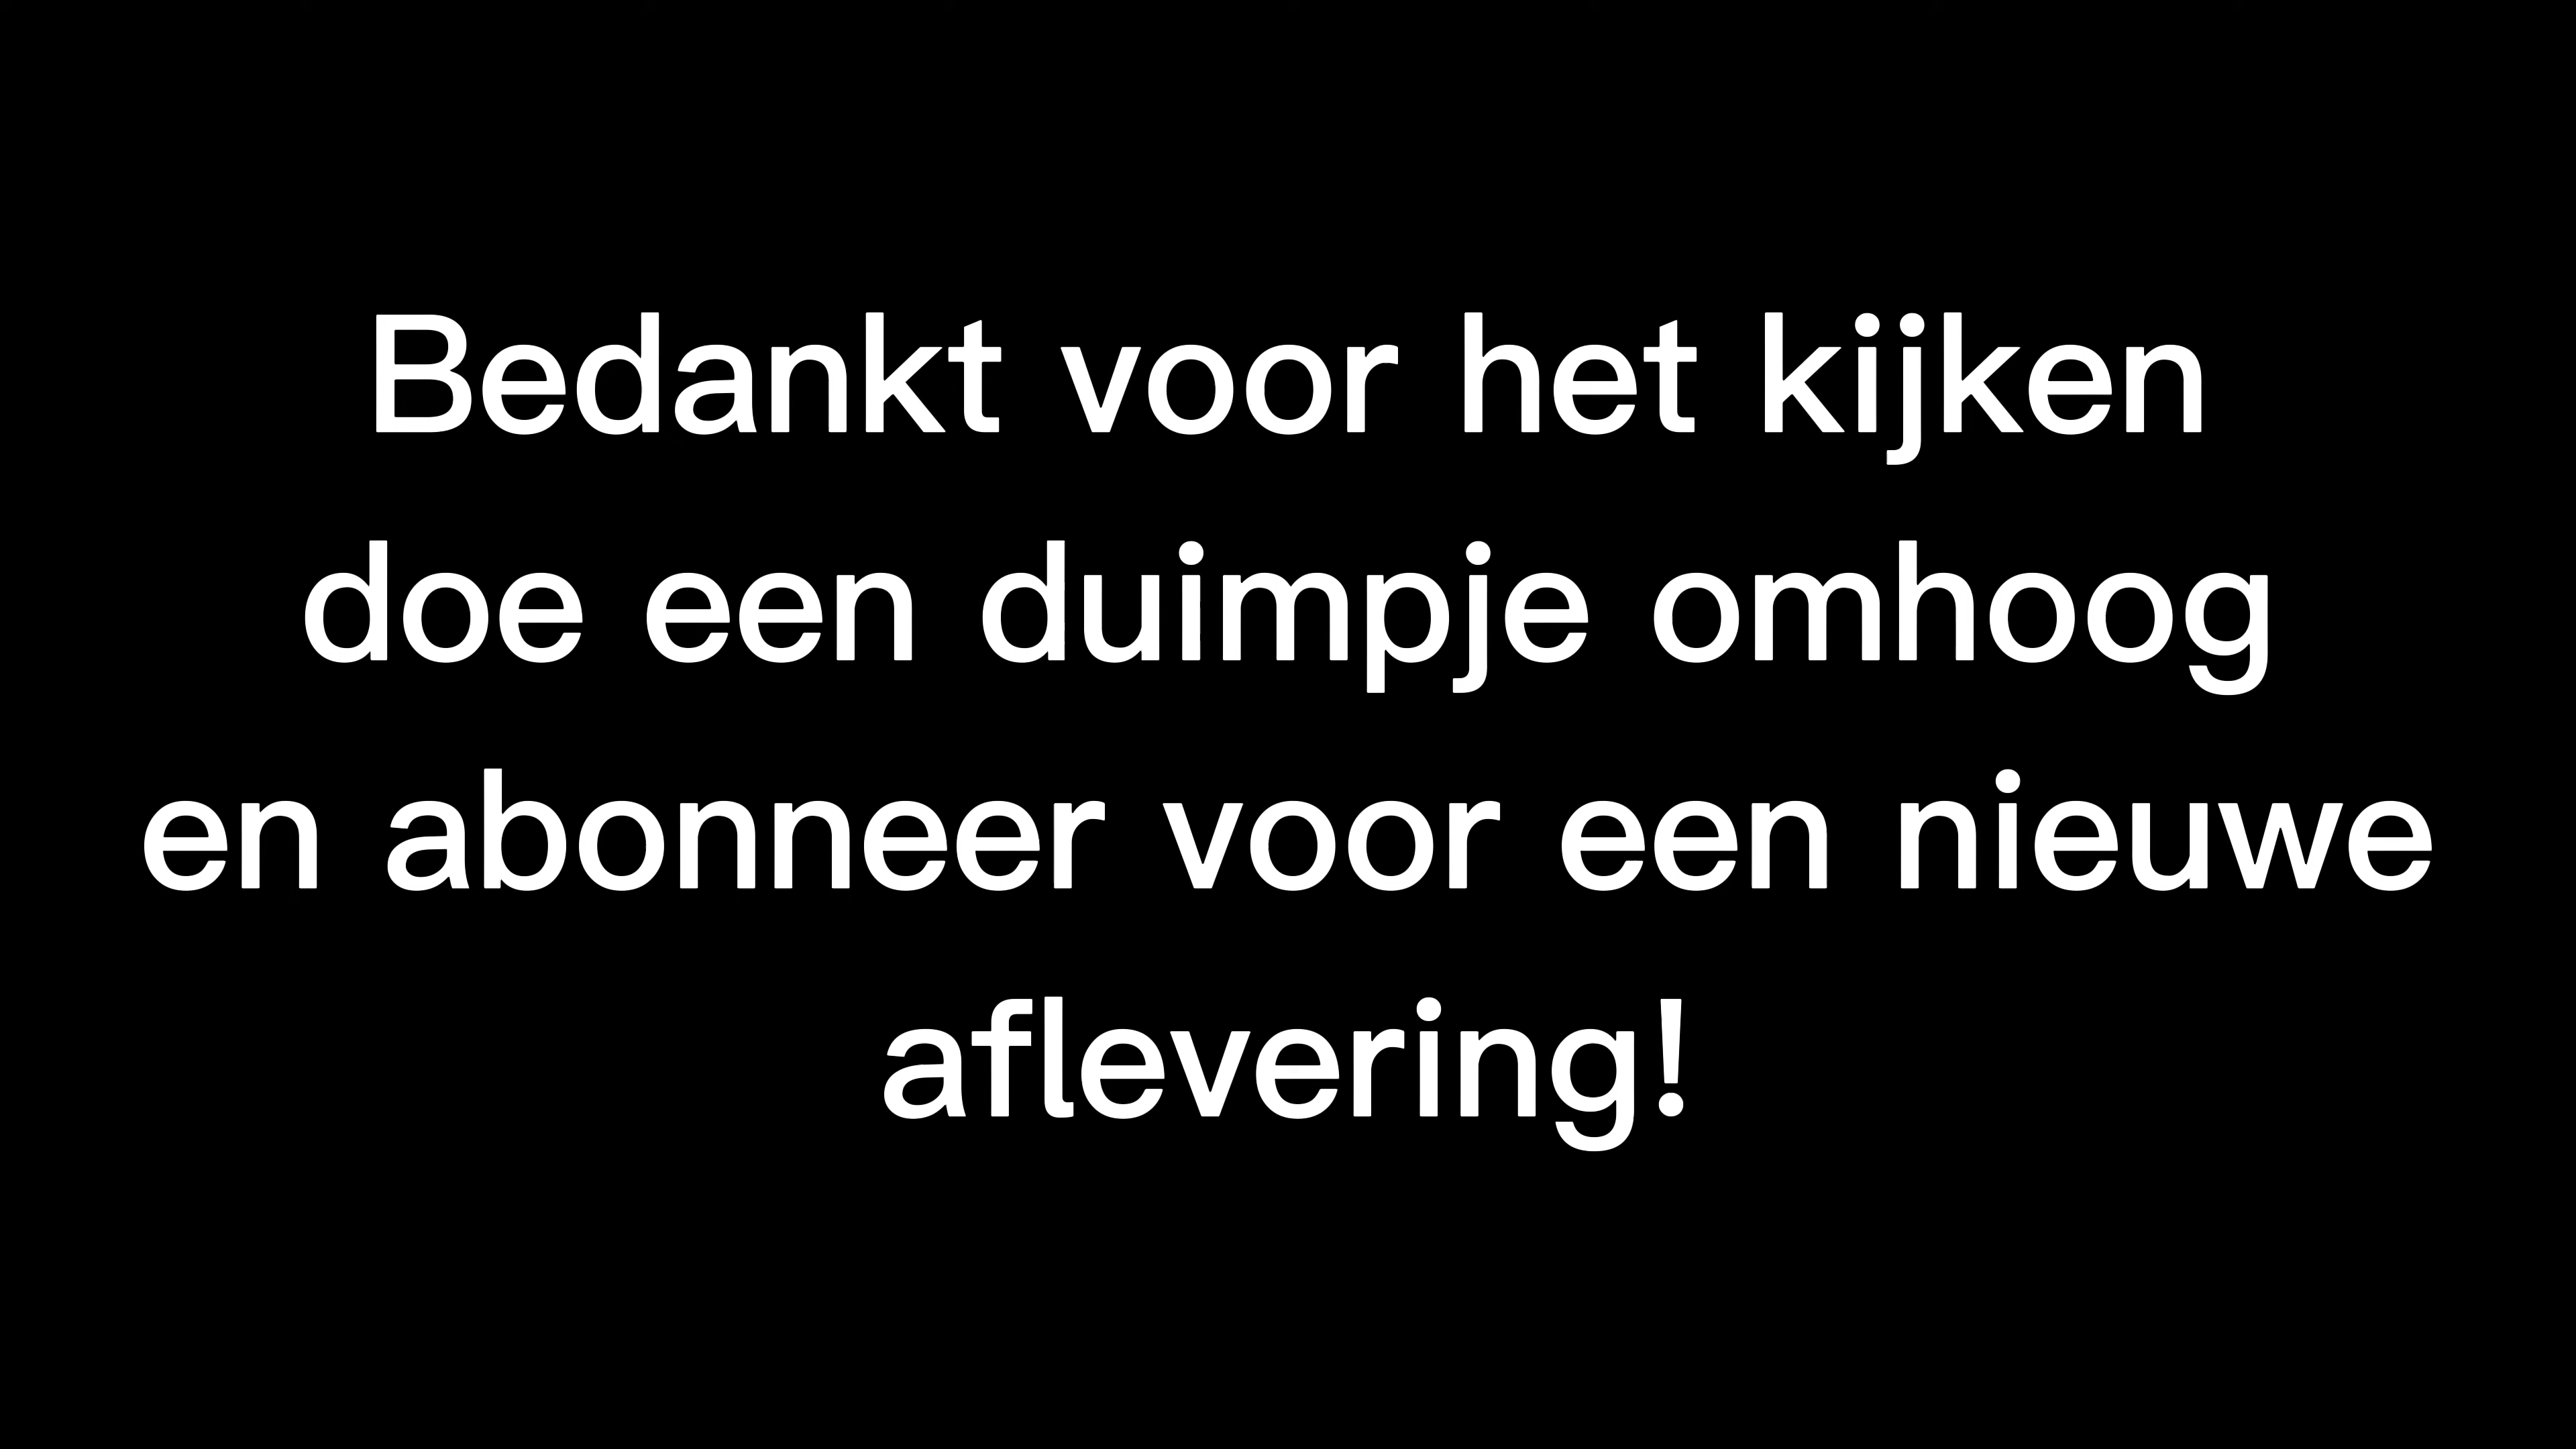 Bedankt voor het kijken
doe een duimpje omhoog
en abonneer voor een nieuwe
aflevering!